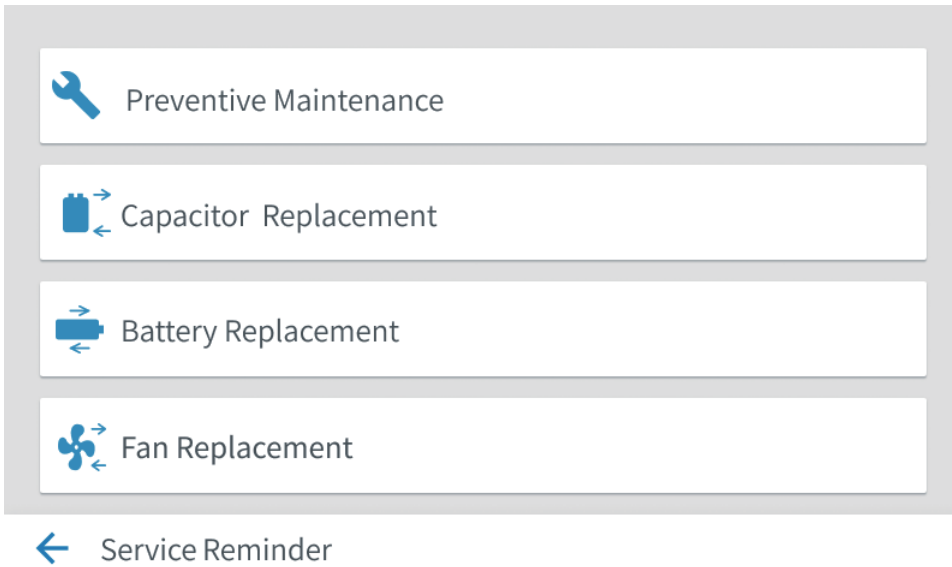 Preventive Maintenance
Capacitor  Replacement
Battery Replacement
Fan Replacement
Service Reminder